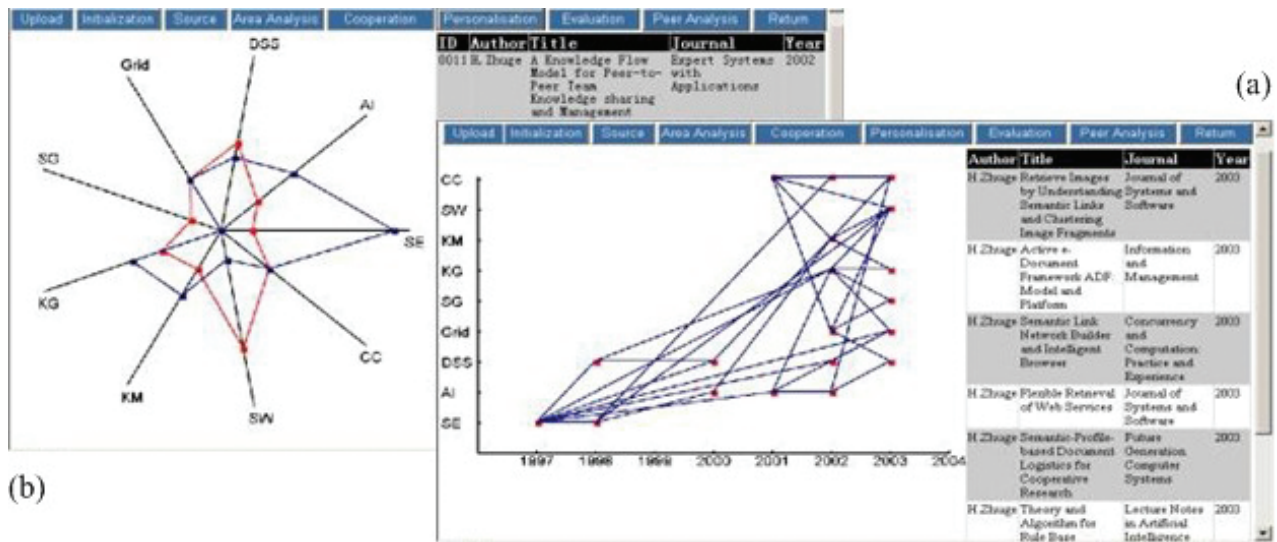 Upload Initialization Source Area Analysis Cooperation Personalisation Evaluation Peer Analysis Return
DSS
Grid
AI
SG
SE
KG
CC
KM
SW
(b)
ID Author Title Journal Year
0011 H. Zhuge A Knowledge Flow Expert Systems 2002
Model for Peer-to- with
Peer Team Applications
Knowledge sharing
and Management
(a)
Upload Initialization Source Area Analysis Cooperation Personalisation Evaluation Peer Analysis Return
CC
SW
KM
KG
SG
Grid
DSS
AI
SE
1997 1998 1999 2000 2001 2002 2003 2004
Author Title Journal Year
H.Zhuge Retrieve Images Journal of 2003
by Understanding Systems and
Semantic Links Software
and Clustering
Image Fragments
H.Zhuge Active e- Information 2003
Document and
Framework ADF: Management
Model and
Platform
H.Zhuge Semantic Link Concurrency 2003
Network Builder and
and Intelligent Computation:
Browser Practice and
Experience
H.Zhuge Flexible Retrieval Journal of 2003
of Web Services Systems and
Software
H.Zhuge Semantic-Profile- Future 2003
based Document Generation
Logistics for Computer
Cooperative Systems
Research
H.Zhuge Theory and Lecture Notes 2003
Algorithm for in Artificial
Rule Base Intelligence